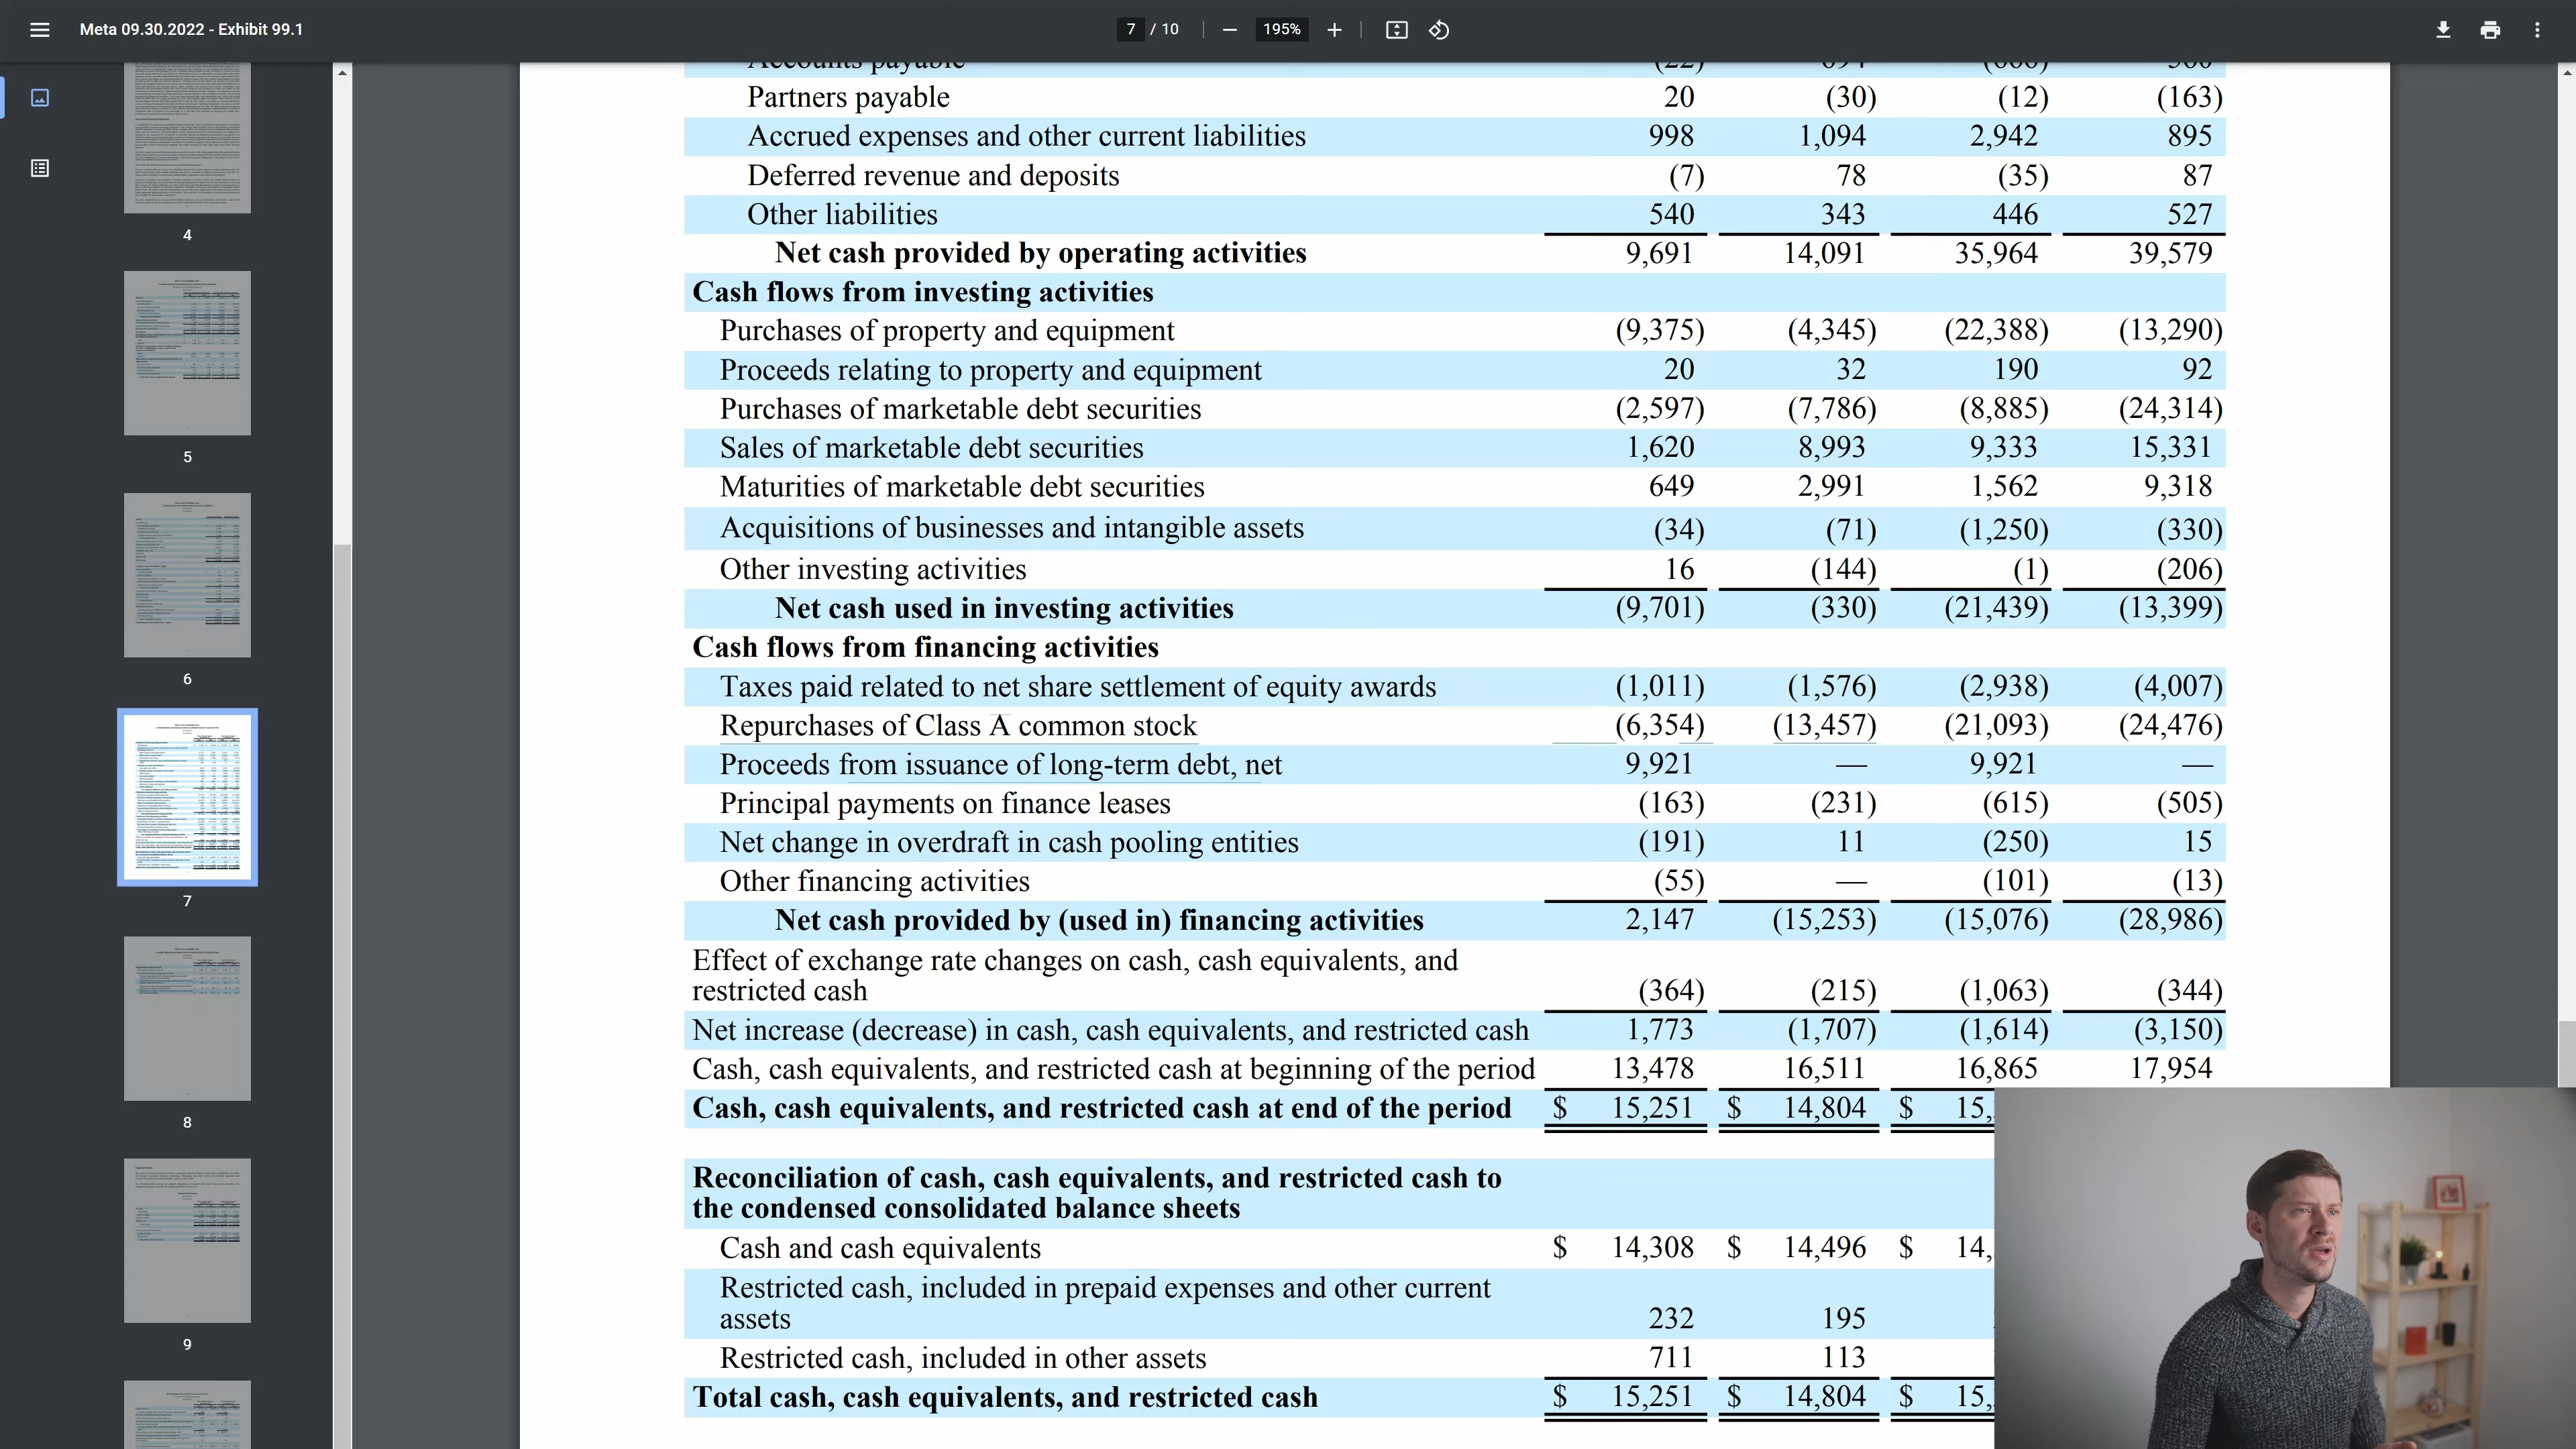 Meta 09.30.2022 - Exhibit 99.1
7 / 10
195%
4
5
6
7
8
9
Accounts payable (22)
Partners payable 20 (30) (12) (163)
Accrued expenses and other current liabilities 998 1,094 2,942 895
Deferred revenue and deposits (7) 78 (35) 87
Other liabilities 540 343 446 527
Net cash provided by operating activities 9,691 14,091 35,964 39,579
Cash flows from investing activities
Purchases of property and equipment (9,375) (4,345) (22,388) (13,290)
Proceeds relating to property and equipment 20 32 190 92
Purchases of marketable debt securities (2,597) (7,786) (8,885) (24,314)
Sales of marketable debt securities 1,620 8,993 9,333 15,331
Maturities of marketable debt securities 649 2,991 1,562 9,318
Acquisitions of businesses and intangible assets (34) (71) (1,250) (330)
Other investing activities 16 (144) (1) (206)
Net cash used in investing activities (9,701) (330) (21,439) (13,399)
Cash flows from financing activities
Taxes paid related to net share settlement of equity awards (1,011) (1,576) (2,938) (4,007)
Repurchases of Class A common stock (6,354) (13,457) (21,093) (24,476)
Proceeds from issuance of long-term debt, net 9,921 — 9,921 —
Principal payments on finance leases (163) (231) (615) (505)
Net change in overdraft in cash pooling entities (191) 11 (250) 15
Other financing activities (55) — (101) (13)
Net cash provided by (used in) financing activities 2,147 (15,253) (15,076) (28,986)
Effect of exchange rate changes on cash, cash equivalents, and
restricted cash (364) (215) (1,063) (344)
Net increase (decrease) in cash, cash equivalents, and restricted cash 1,773 (1,707) (1,614) (3,150)
Cash, cash equivalents, and restricted cash at beginning of the period 13,478 16,511 16,865 17,954
Cash, cash equivalents, and restricted cash at end of the period $ 15,251 $ 14,804 $ 15,
Reconciliation of cash, cash equivalents, and restricted cash to
the condensed consolidated balance sheets
Cash and cash equivalents $ 14,308 $ 14,496 $ 14,
Restricted cash, included in prepaid expenses and other current
assets 232 195
Restricted cash, included in other assets 711 113
Total cash, cash equivalents, and restricted cash $ 15,251 $ 14,804 $ 15,